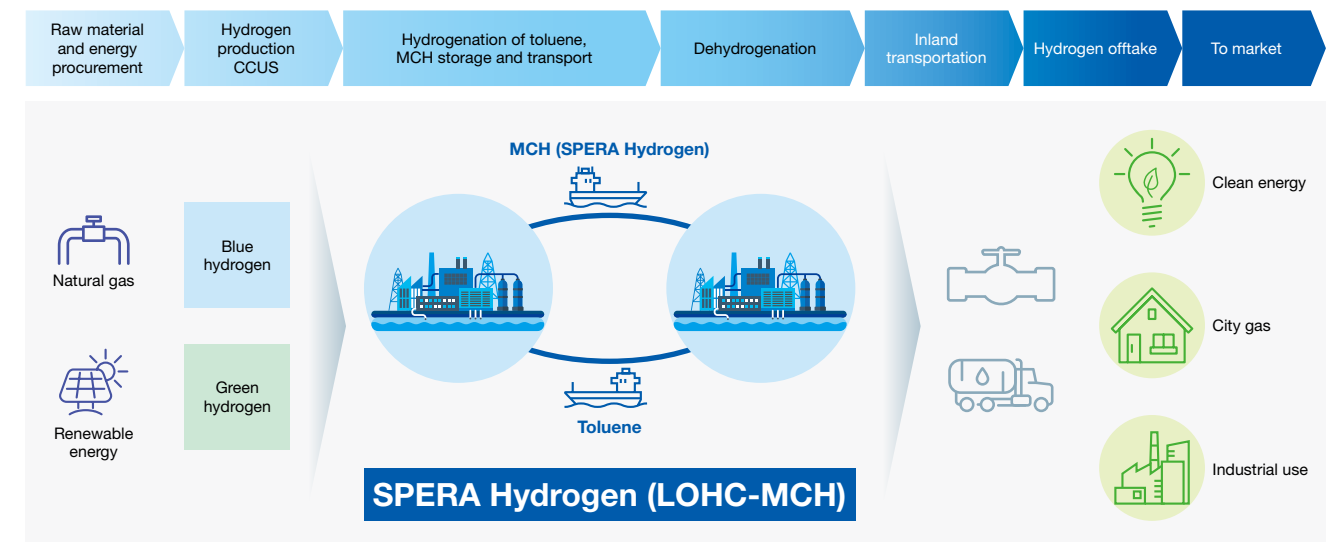 Raw material
and energy
procurement
Hydrogen
production
CCUS
Hydrogenation of toluene,
MCH storage and transport
Dehydrogenation
Inland
transportation
Hydrogen offtake
To market
MCH (SPERA Hydrogen)
Natural gas
Blue
hydrogen
Clean energy
City gas
Renewable
energy
Green
hydrogen
Toluene
Industrial use
SPERA Hydrogen (LOHC-MCH)